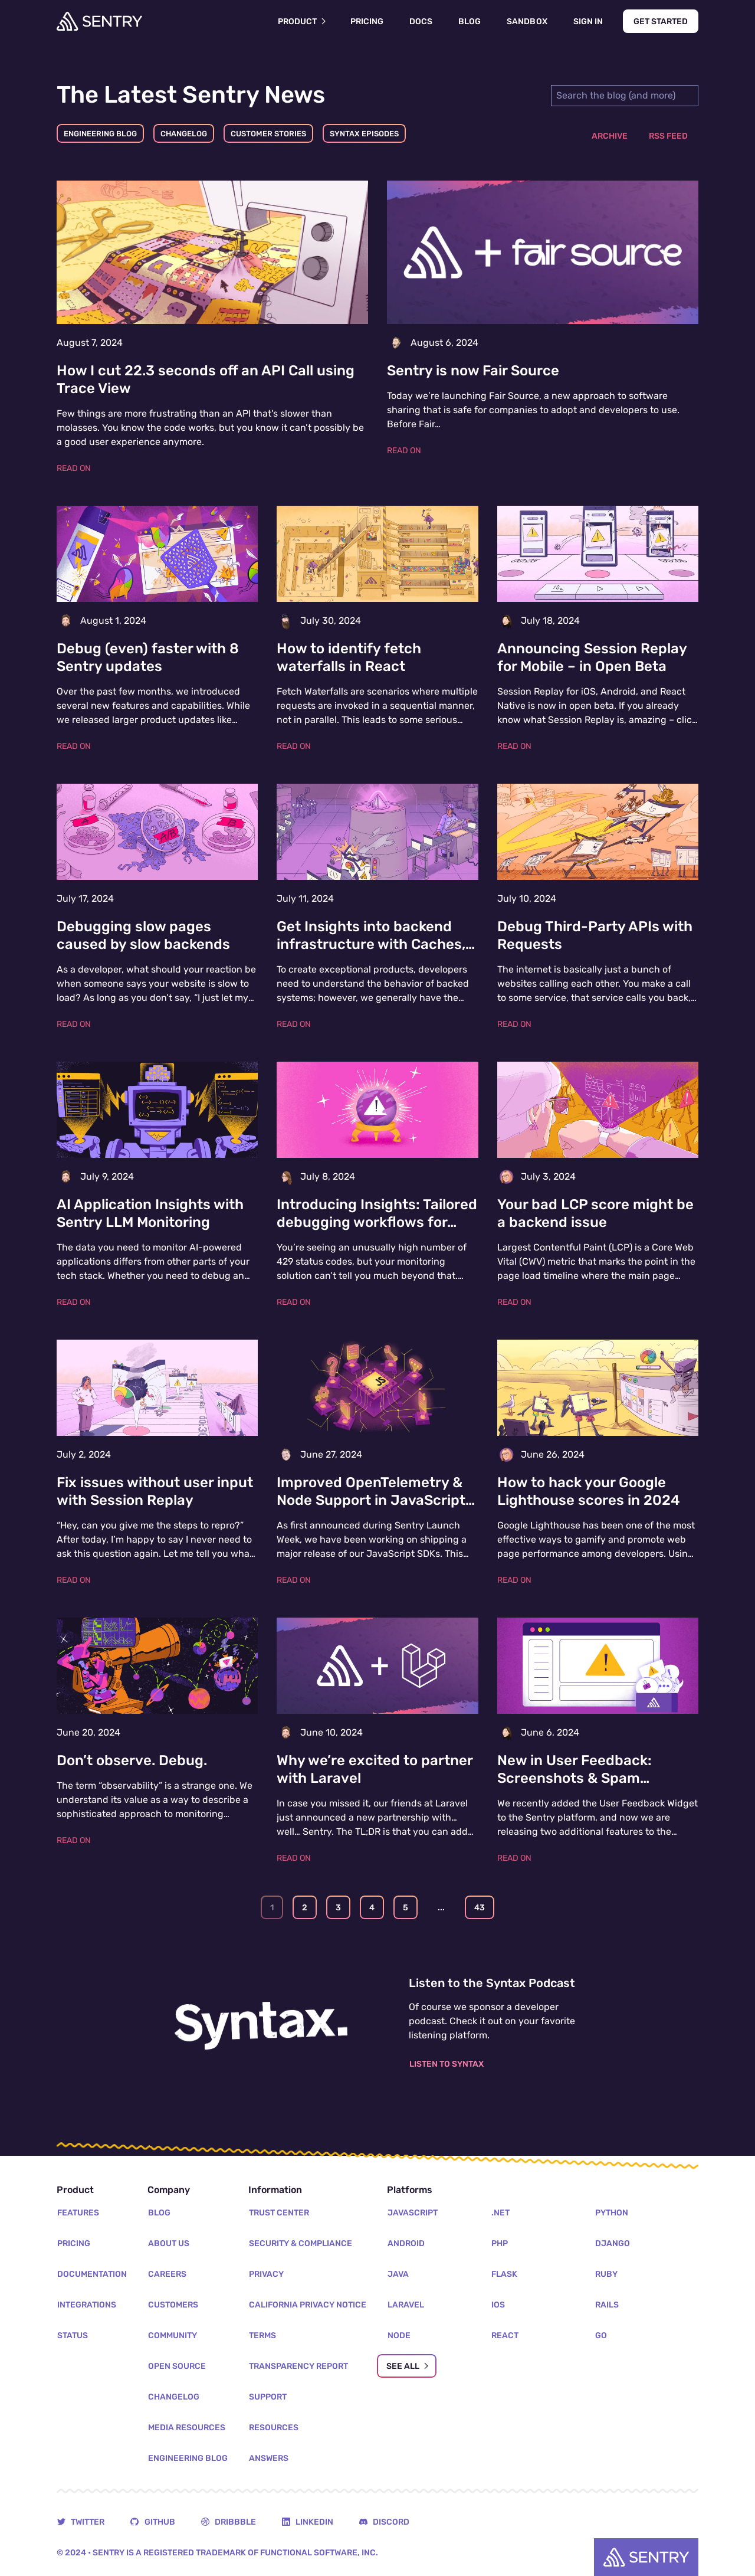 SENTRY
PRODUCT
PRICING
DOCS
BLOG
SANDBOX
SIGN IN
GET STARTED
The Latest Sentry News
Search the blog (and more)
ENGINEERING BLOG
CHANGELOG
CUSTOMER STORIES
SYNTAX EPISODES
ARCHIVE
RSS FEED
August 7, 2024
How I cut 22.3 seconds off an API Call using
Trace View
Few things are more frustrating than an API that's slower than
molasses. You know the code works, but you know it can't possibly be
a good user experience anymore.
READ ON
+ fair source
August 6, 2024
Sentry is now Fair Source
Today we're launching Fair Source, a new approach to software
sharing that is safe for companies to adopt and developers to use.
Before Fair…
READ ON
August 1, 2024
Debug (even) faster with 8
Sentry updates
Over the past few months, we introduced
several new features and capabilities. While
we released larger product updates like…
READ ON
July 30, 2024
How to identify fetch
waterfalls in React
Fetch Waterfalls are scenarios where multiple
requests are invoked in a sequential manner,
not in parallel. This leads to some serious…
READ ON
July 18, 2024
Announcing Session Replay
for Mobile – in Open Beta
Session Replay for iOS, Android, and React
Native is now in open beta. If you already
know what Session Replay is, amazing – clic…
READ ON
July 17, 2024
Debugging slow pages
caused by slow backends
As a developer, what should your reaction be
when someone says your website is slow to
load? As long as you don't say, "I just let my…
READ ON
July 11, 2024
Get Insights into backend
infrastructure with Caches,…
To create exceptional products, developers
need to understand the behavior of backed
systems; however, we generally have the…
READ ON
July 10, 2024
Debug Third-Party APIs with
Requests
The internet is basically just a bunch of
websites calling each other. You make a call
to some service, that service calls you back,…
READ ON
July 9, 2024
AI Application Insights with
Sentry LLM Monitoring
The data you need to monitor AI-powered
applications differs from other parts of your
tech stack. Whether you need to debug an…
READ ON
July 8, 2024
Introducing Insights: Tailored
debugging workflows for…
You're seeing an unusually high number of
429 status codes, but your monitoring
solution can't tell you much beyond that.…
READ ON
July 3, 2024
Your bad LCP score might be
a backend issue
Largest Contentful Paint (LCP) is a Core Web
Vital (CWV) metric that marks the point in the
page load timeline where the main page…
READ ON
July 2, 2024
Fix issues without user input
with Session Replay
"Hey, can you give me the steps to repro?"
After today, I'm happy to say I never need to
ask this question again. Let me tell you wha…
READ ON
June 27, 2024
Improved OpenTelemetry &
Node Support in JavaScript…
As first announced during Sentry Launch
Week, we have been working on shipping a
major release of our JavaScript SDKs. This…
READ ON
June 26, 2024
How to hack your Google
Lighthouse scores in 2024
Google Lighthouse has been one of the most
effective ways to gamify and promote web
page performance among developers. Usin…
READ ON
June 20, 2024
Don't observe. Debug.
The term "observability" is a strange one. We
understand its value as a way to describe a
sophisticated approach to monitoring…
READ ON
June 10, 2024
Why we're excited to partner
with Laravel
In case you missed it, our friends at Laravel
just announced a new partnership with…
well… Sentry. The TL;DR is that you can add…
READ ON
June 6, 2024
New in User Feedback:
Screenshots & Spam…
We recently added the User Feedback Widget
to the Sentry platform, and now we are
releasing two additional features to the…
READ ON
1
2
3
4
5
...
43
Syntax.
Listen to the Syntax Podcast
Of course we sponsor a developer
podcast. Check it out on your favorite
listening platform.
LISTEN TO SYNTAX
Product
FEATURES
PRICING
DOCUMENTATION
INTEGRATIONS
STATUS
Company
BLOG
ABOUT US
CAREERS
CUSTOMERS
COMMUNITY
OPEN SOURCE
CHANGELOG
MEDIA RESOURCES
ENGINEERING BLOG
Information
TRUST CENTER
SECURITY & COMPLIANCE
PRIVACY
CALIFORNIA PRIVACY NOTICE
TERMS
TRANSPARENCY REPORT
SUPPORT
RESOURCES
ANSWERS
Platforms
JAVASCRIPT
ANDROID
JAVA
LARAVEL
NODE
SEE ALL
.NET
PHP
FLASK
IOS
REACT
PYTHON
DJANGO
RUBY
RAILS
GO
TWITTER
GITHUB
DRIBBBLE
LINKEDIN
DISCORD
© 2024 • SENTRY IS A REGISTERED TRADEMARK OF FUNCTIONAL SOFTWARE, INC.
SENTRY